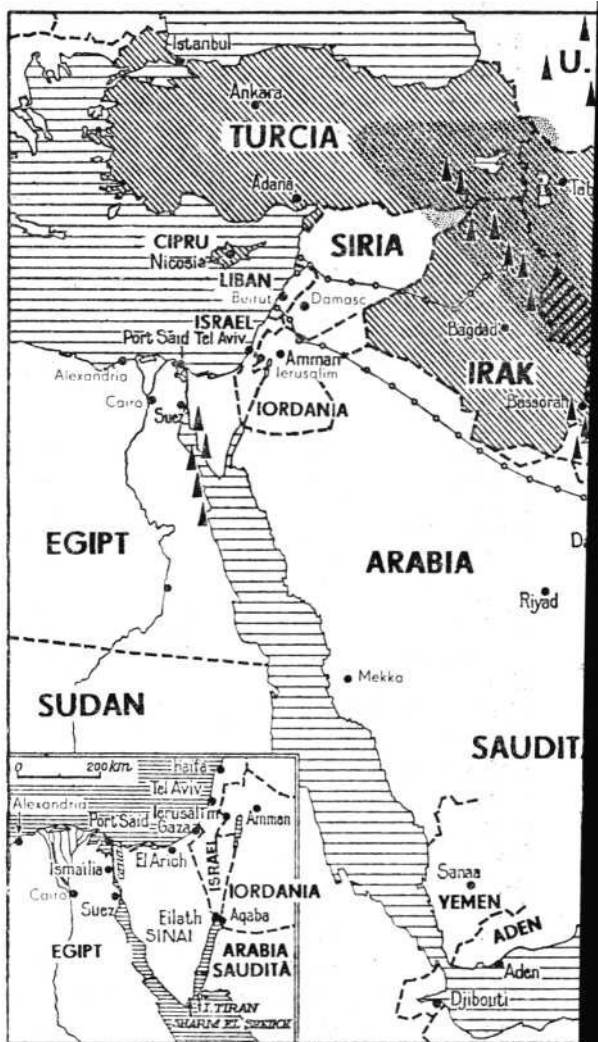 Istanbul
U.
Ankara
TURCIA
Tab
Adana
CIPRU
Nicosia
SIRIA
LIBAN
Beirut
Damasc
ISRAEL
Port Said Tel Aviv
Bagdad
Alexandria
Amman
Ierusalim
IRAK
Cairo
Suez
IORDANIA
Bassorah
EGIPT
Da
ARABIA
Riyad
Mekka
SUDAN
SAUDITĂ
0 200 km
Haifa
Tel Aviv
Alexandria
Ierusalim
Port Said
Gaza
Amman
El Arich
Ismailia
ISRAEL
Cairo
Suez
IORDANIA
Eilath
Aqaba
SINAI
EGIPT
ARABIA
SAUDITĂ
I. TIRAN
SHARM EL SHEIKH
Sanaa
YEMEN
ADEN
Aden
Djibouti